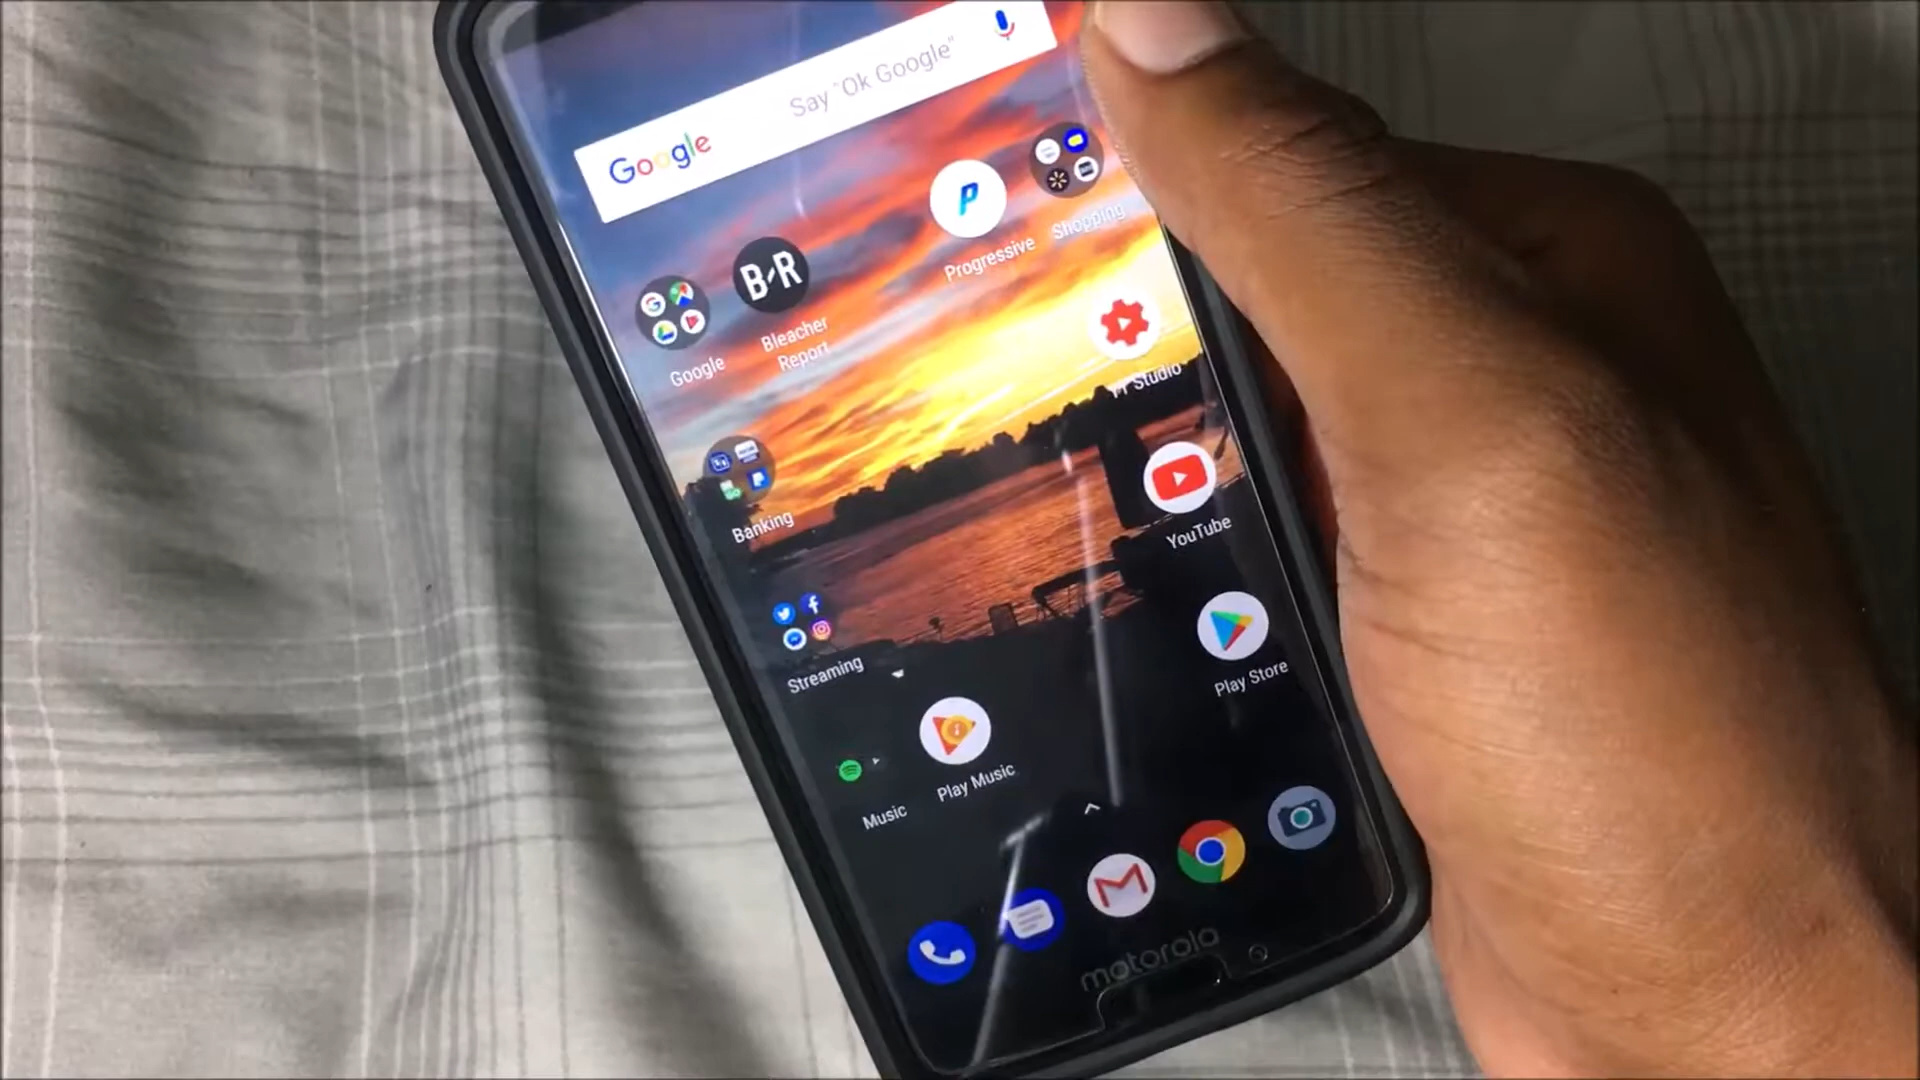 Google
Say "Ok Google"
B/R
P
Google
Bleacher
Report
Progressive
Shopping
YT Studio
Banking
YouTube
Streaming
Play Store
Music
Play Music
motorola